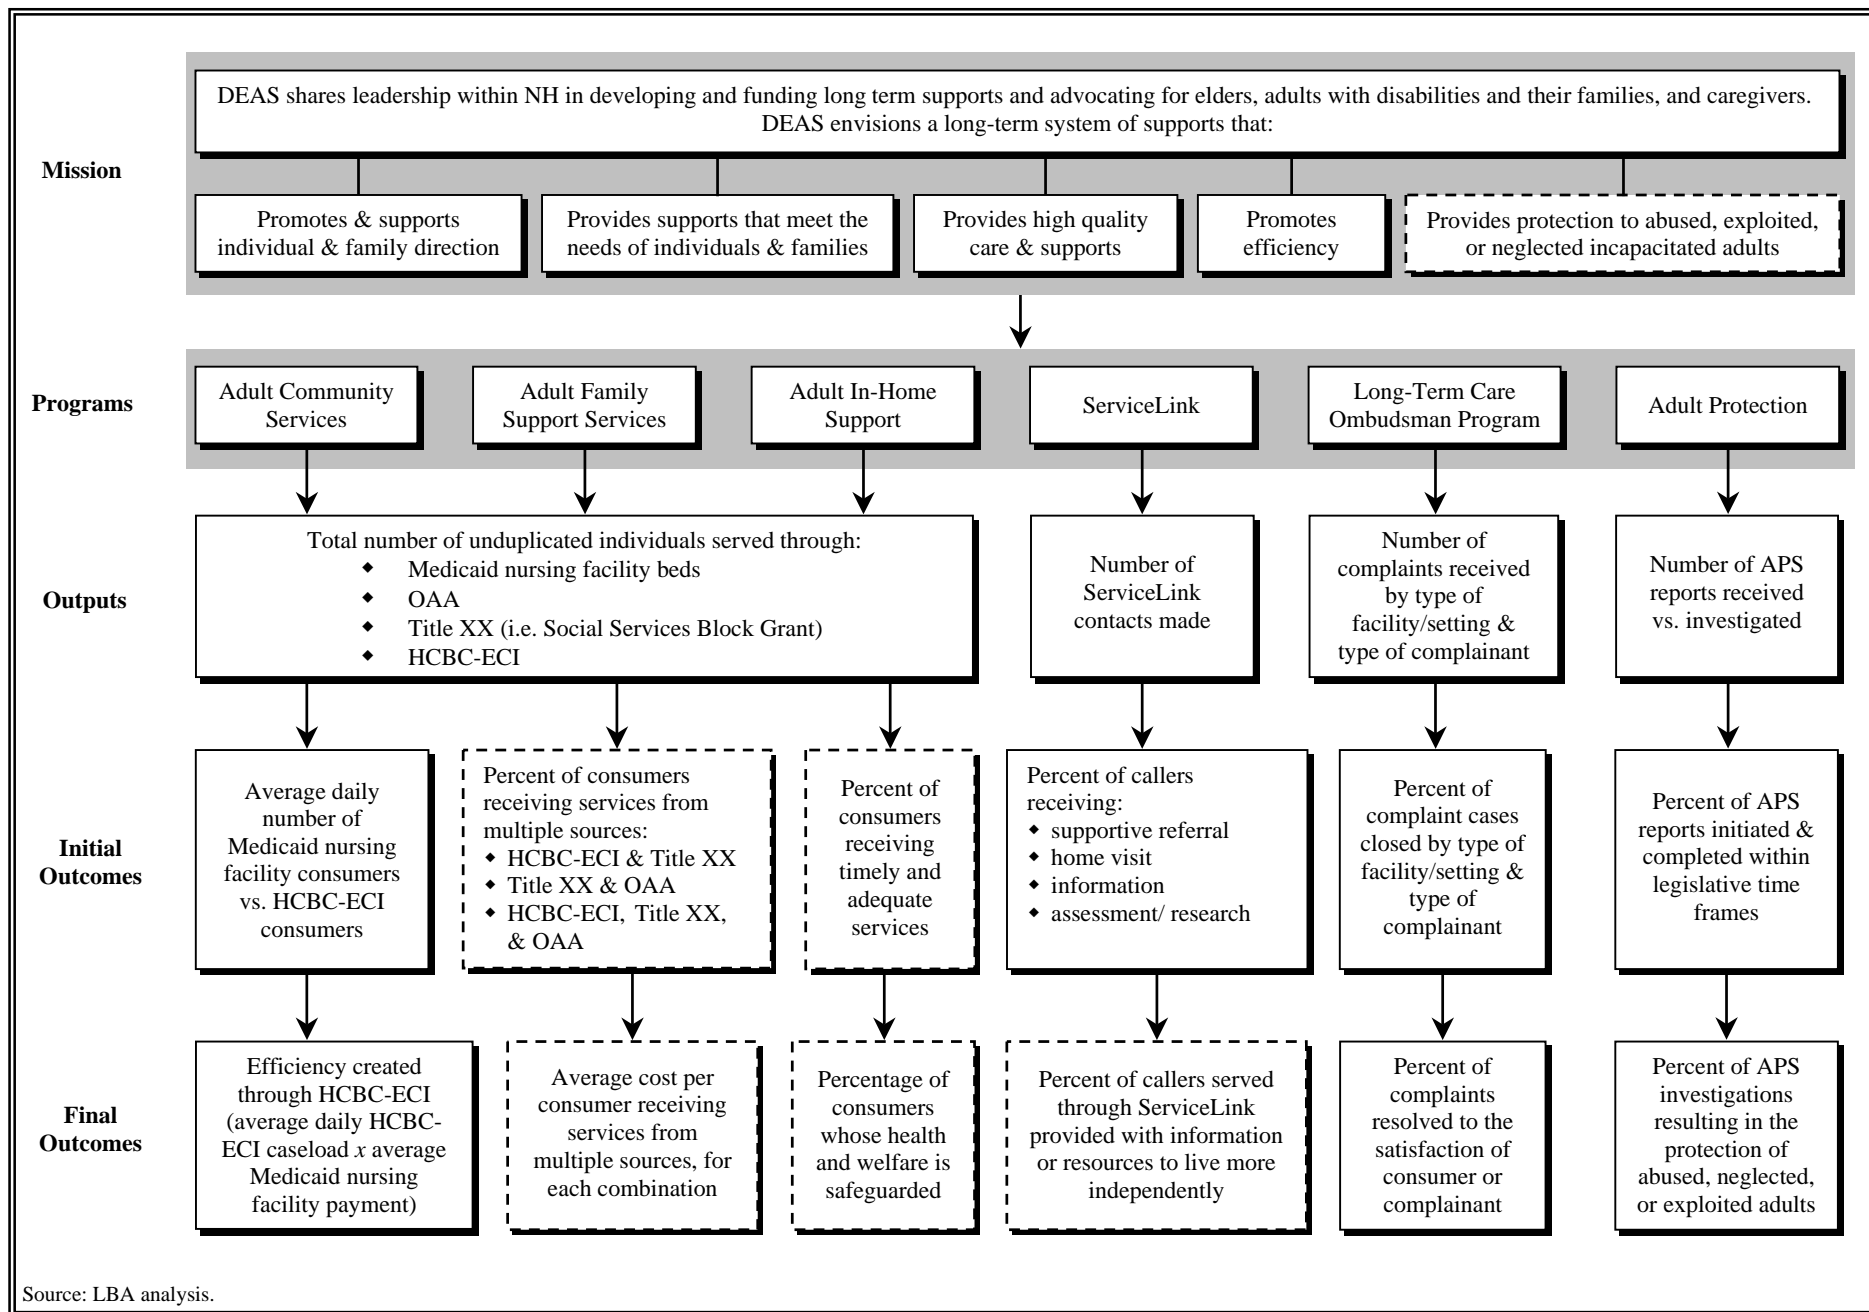 DEAS shares leadership within NH in developing and funding long term supports and advocating for elders, adults with disabilities and their families, and caregivers.
DEAS envisions a long-term system of supports that:
Mission
Promotes & supports
individual & family direction
Provides supports that meet the
needs of individuals & families
Provides high quality
care & supports
Promotes
efficiency
Provides protection to abused, exploited,
or neglected incapacitated adults
Programs
Adult Community
Services
Adult Family
Support Services
Adult In-Home
Support
ServiceLink
Long-Term Care
Ombudsman Program
Adult Protection
Outputs
Total number of unduplicated individuals served through:
◆ Medicaid nursing facility beds
◆ OAA
◆ Title XX (i.e. Social Services Block Grant)
◆ HCBC-ECI
Number of
ServiceLink
contacts made
Number of
complaints received
by type of
facility/setting &
type of complainant
Number of APS
reports received
vs. investigated
Initial
Outcomes
Average daily
number of
Medicaid nursing
facility consumers
vs. HCBC-ECI
consumers
Percent of consumers
receiving services from
multiple sources:
◆ HCBC-ECI & Title XX
◆ Title XX & OAA
◆ HCBC-ECI, Title XX,
& OAA
Percent of
consumers
receiving
timely and
adequate
services
Percent of callers
receiving:
◆ supportive referral
◆ home visit
◆ information
◆ assessment/ research
Percent of
complaint cases
closed by type of
facility/setting &
type of
complainant
Percent of APS
reports initiated &
completed within
legislative time
frames
Final
Outcomes
Efficiency created
through HCBC-ECI
(average daily HCBC-
ECI caseload x average
Medicaid nursing
facility payment)
Average cost per
consumer receiving
services from
multiple sources, for
each combination
Percentage of
consumers
whose health
and welfare is
safeguarded
Percent of callers served
through ServiceLink
provided with information
or resources to live more
independently
Percent of
complaints
resolved to the
satisfaction of
consumer or
complainant
Percent of APS
investigations
resulting in the
protection of
abused, neglected,
or exploited adults
Source: LBA analysis.